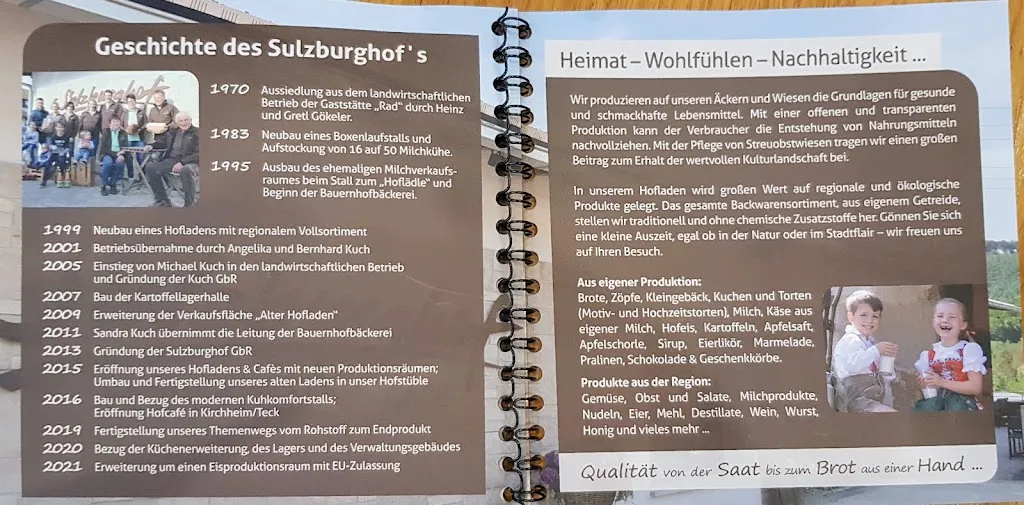 Geschichte des Sulzburghof's
1970 Aussiedlung aus dem landwirtschaftlichen
Betrieb der Gaststätte „Rad" durch Heinz
und Gretl Gökeler.
1983 Neubau eines Boxenlaufstalls und
Aufstockung von 16 auf 50 Milchkühe.
1995 Ausbau des ehemaligen Milchverkaufs-
raumes beim Stall zum „Hoflädle" und
Beginn der Bauernhofbäckerei.
1999 Neubau eines Hofladens mit regionalem Vollsortiment
2001 Betriebsübernahme durch Angelika und Bernhard Kuch
2005 Einstieg von Michael Kuch in den landwirtschaftlichen Betrieb
und Gründung der Kuch GbR
2007 Bau der Kartoffellagerhalle
2009 Erweiterung der Verkaufsfläche „Alter Hofladen"
2011 Sandra Kuch übernimmt die Leitung der Bauernhofbäckerei
2013 Gründung der Sulzburghof GbR
2015 Eröffnung unseres Hofladens & Cafès mit neuen Produktionsräumen;
Umbau und Fertigstellung unseres alten Ladens in unser Hofstüble
2016 Bau und Bezug des modernen Kuhkomfortstalls;
Eröffnung Hofcafé in Kirchheim/Teck
2019 Fertigstellung unseres Themenwegs vom Rohstoff zum Endprodukt
2020 Bezug der Küchenerweiterung, des Lagers und des Verwaltungsgebäudes
2021 Erweiterung um einen Eisproduktionsraum mit EU-Zulassung
Heimat – Wohlfühlen – Nachhaltigkeit ...
Wir produzieren auf unseren Äckern und Wiesen die Grundlagen für gesunde
und schmackhafte Lebensmittel. Mit einer offenen und transparenten
Produktion kann der Verbraucher die Entstehung von Nahrungsmitteln
nachvollziehen. Mit der Pflege von Streuobstwiesen tragen wir einen großen
Beitrag zum Erhalt der wertvollen Kulturlandschaft bei.
In unserem Hofladen wird großen Wert auf regionale und ökologische
Produkte gelegt. Das gesamte Backwarensortiment, aus eigenem Getreide,
stellen wir traditionell und ohne chemische Zusatzstoffe her. Gönnen Sie sich
eine kleine Auszeit, egal ob in der Natur oder im Stadtflair – wir freuen uns
auf Ihren Besuch.
Aus eigener Produktion:
Brote, Zöpfe, Kleingebäck, Kuchen und Torten
(Motiv- und Hochzeitstorten), Milch, Käse aus
eigener Milch, Hofeis, Kartoffeln, Apfelsaft,
Apfelschorle, Sirup, Eierlikör, Marmelade,
Pralinen, Schokolade & Geschenkkörbe.
Produkte aus der Region:
Gemüse, Obst und Salate, Milchprodukte,
Nudeln, Eier, Mehl, Destillate, Wein, Wurst,
Honig und vieles mehr ...
Qualität von der Saat bis zum Brot aus einer Hand ...